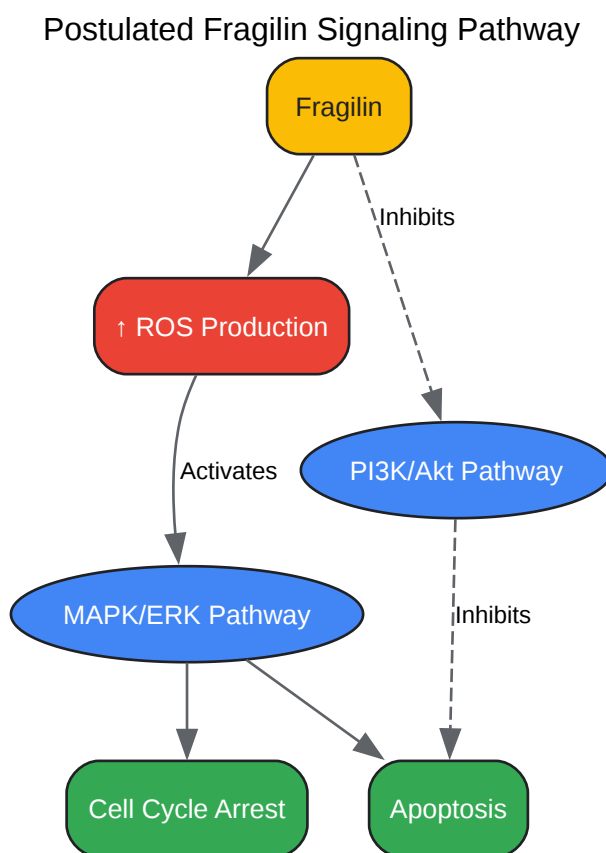 Postulated Fragilin Signaling Pathway
Fragilin
Inhibits
↑ ROS Production
Activates
PI3K/Akt Pathway
MAPK/ERK Pathway
Inhibits
Cell Cycle Arrest
Apoptosis